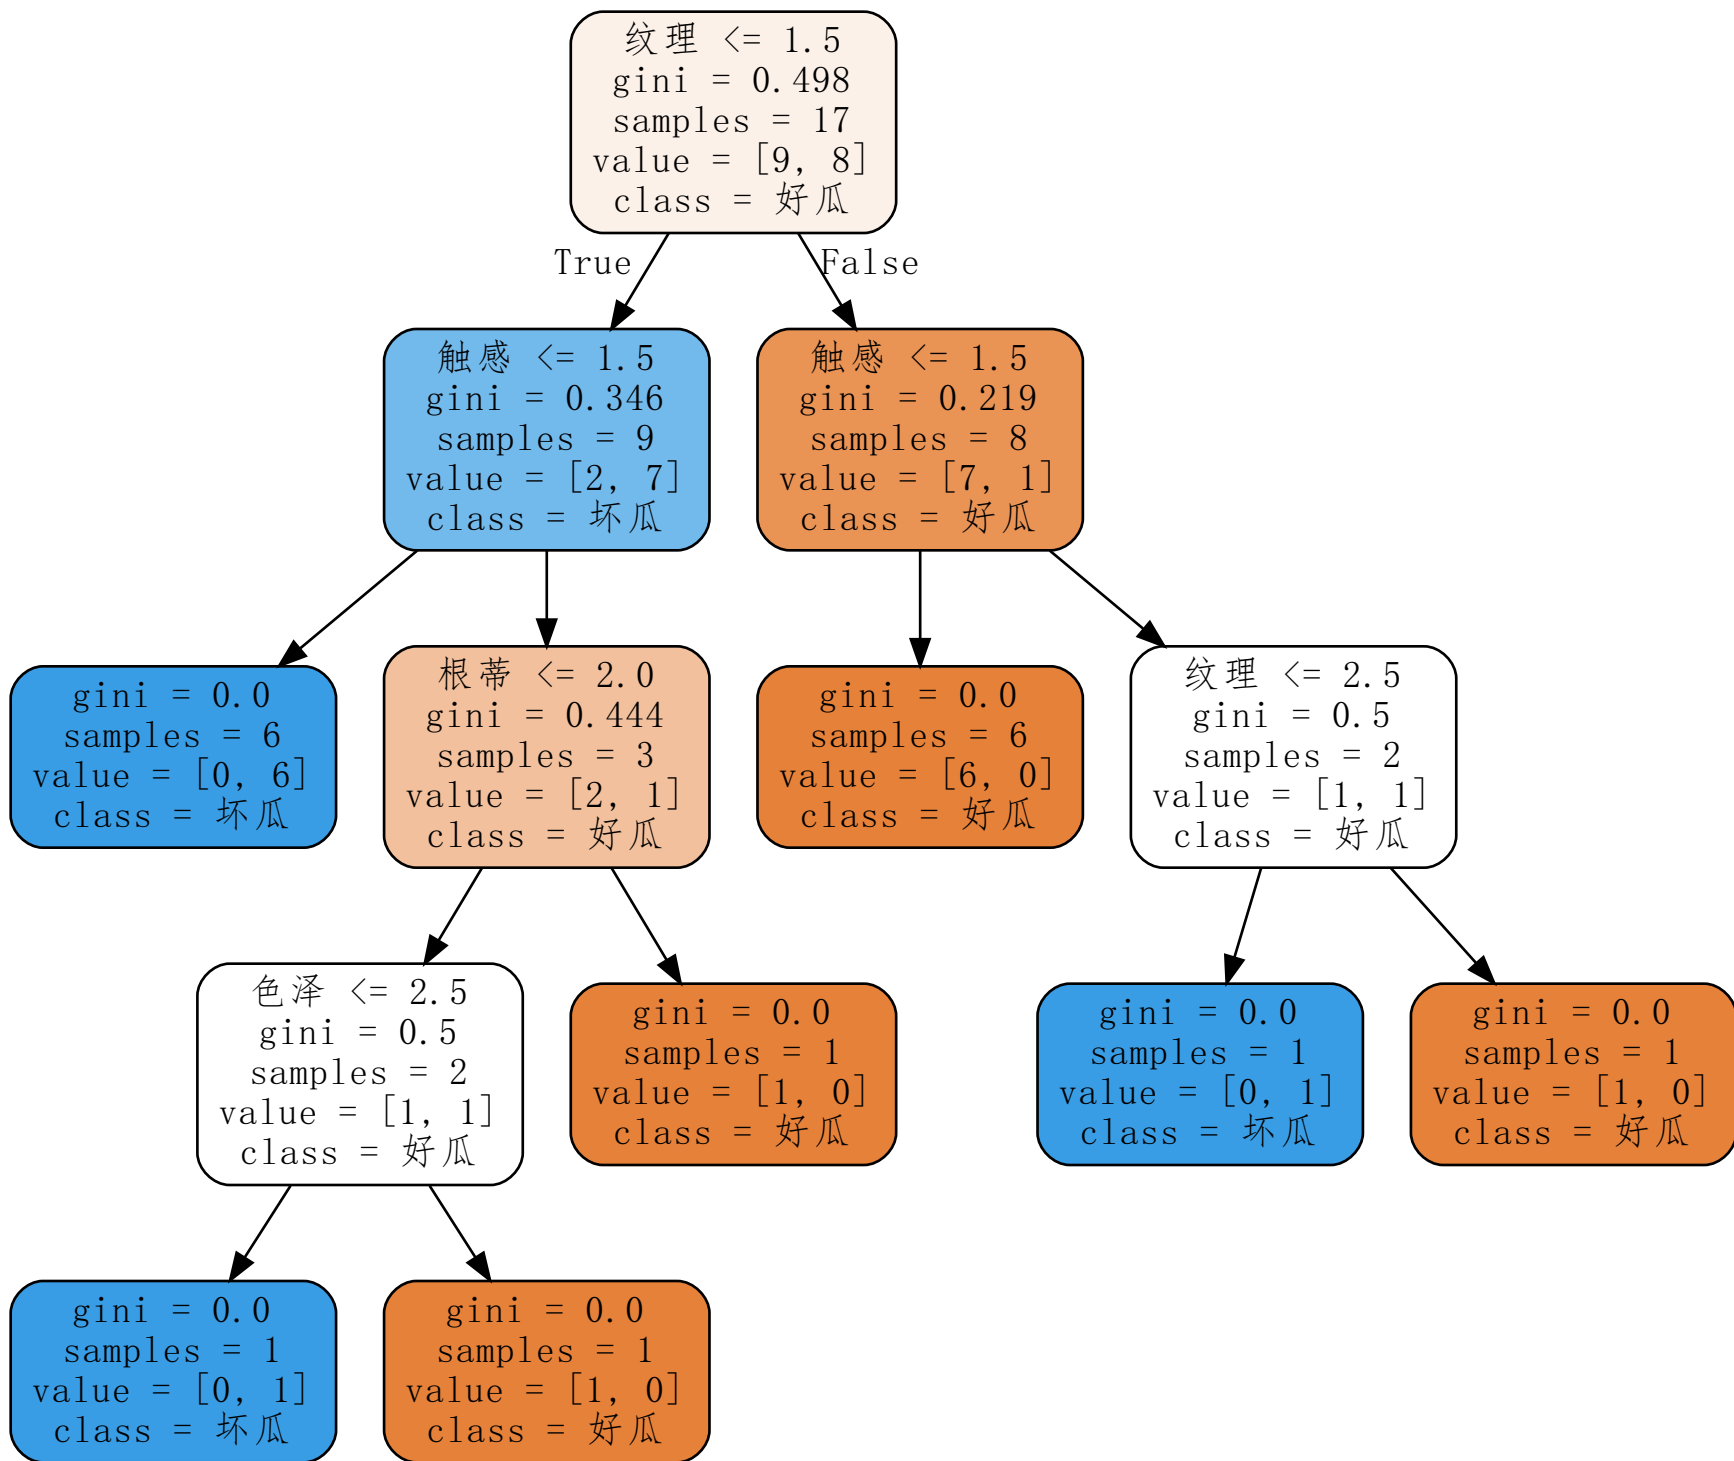 纹理 <= 1.5
gini = 0.498
samples = 17
value = [9, 8]
class = 好瓜
True
False
触感 <= 1.5
gini = 0.346
samples = 9
value = [2, 7]
class = 坏瓜
触感 <= 1.5
gini = 0.219
samples = 8
value = [7, 1]
class = 好瓜
gini = 0.0
samples = 6
value = [0, 6]
class = 坏瓜
根蒂 <= 2.0
gini = 0.444
samples = 3
value = [2, 1]
class = 好瓜
gini = 0.0
samples = 6
value = [6, 0]
class = 好瓜
纹理 <= 2.5
gini = 0.5
samples = 2
value = [1, 1]
class = 好瓜
色泽 <= 2.5
gini = 0.5
samples = 2
value = [1, 1]
class = 好瓜
gini = 0.0
samples = 1
value = [1, 0]
class = 好瓜
gini = 0.0
samples = 1
value = [0, 1]
class = 坏瓜
gini = 0.0
samples = 1
value = [1, 0]
class = 好瓜
gini = 0.0
samples = 1
value = [0, 1]
class = 坏瓜
gini = 0.0
samples = 1
value = [1, 0]
class = 好瓜